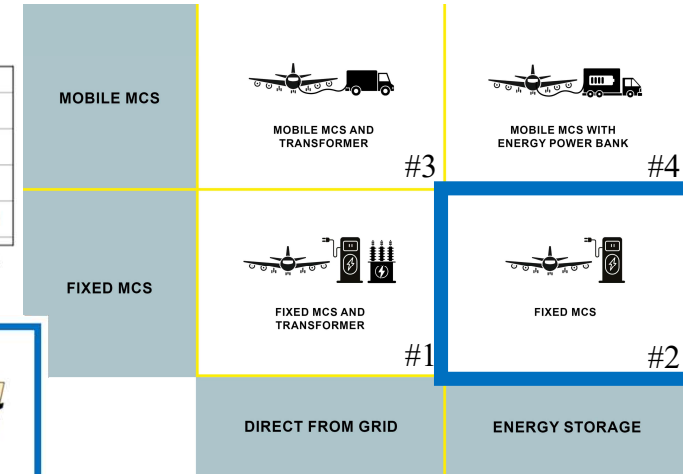 MOBILE MCS
MOBILE MCS AND
TRANSFORMER
#3
MOBILE MCS WITH
ENERGY POWER BANK
#4
FIXED MCS
FIXED MCS AND
TRANSFORMER
#1
FIXED MCS
#2
DIRECT FROM GRID
ENERGY STORAGE